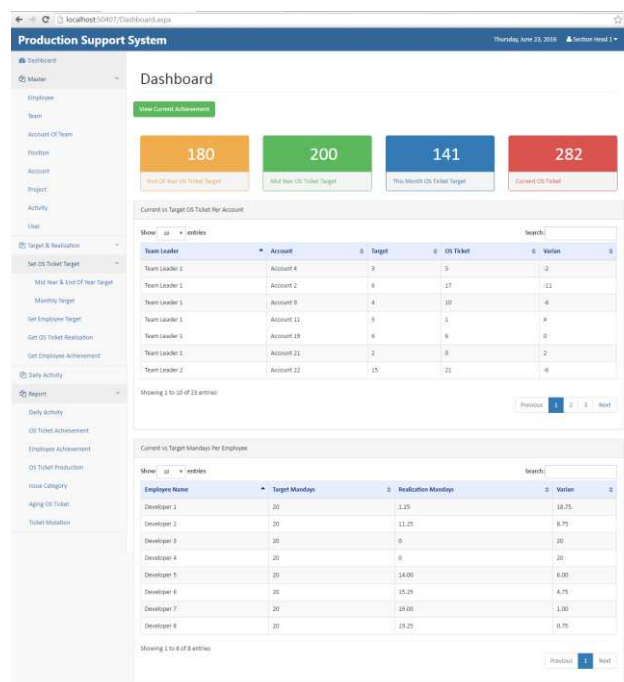 localhost:50407/Dashboard.aspx
Production Support System
Thursday, June 23, 2016 Section Head 1
Dashboard
Master
Employee
Team
Account Of Team
Position
Account
Project
Activity
User
Target & Realisation
Set OS Ticket Target
Mid Year & End Of Year Target
Monthly Target
Set Employee Target
Get OS Ticket Realisation
Get Employee Achievement
Daily Activity
Report
Daily Activity
OS Ticket Achievement
Employee Achievement
OS Ticket Production
Issue Category
Aging OS Ticket
Ticket Mutation
Dashboard
View Current Achievement
180 200 141 282
End Of Year OS Ticket Target Mid Year OS Ticket Target This Month OS Ticket Target Current OS Ticket
Current vs Target OS Ticket Per Account
Show 10 entries Search:
Team Leader Account Target OS Ticket Varian
Team Leader 1 Account 4 3 5 -2
Team Leader 1 Account 2 6 17 -11
Team Leader 1 Account 9 4 10 -6
Team Leader 1 Account 11 5 1 4
Team Leader 1 Account 19 6 6 0
Team Leader 1 Account 21 2 0 2
Team Leader 2 Account 22 15 21 -6
Showing 1 to 10 of 23 entries
Previous 1 2 3 Next
Current vs Target Mandays Per Employee
Show 10 entries Search:
Employee Name Target Mandays Realization Mandays Varian
Developer 1 20 1.25 18.75
Developer 2 20 11.25 8.75
Developer 3 20 0 20
Developer 4 20 0 20
Developer 5 20 14.00 6.00
Developer 6 20 15.25 4.75
Developer 7 20 19.00 1.00
Developer 8 20 19.25 0.75
Showing 1 to 8 of 8 entries
Previous 1 Next